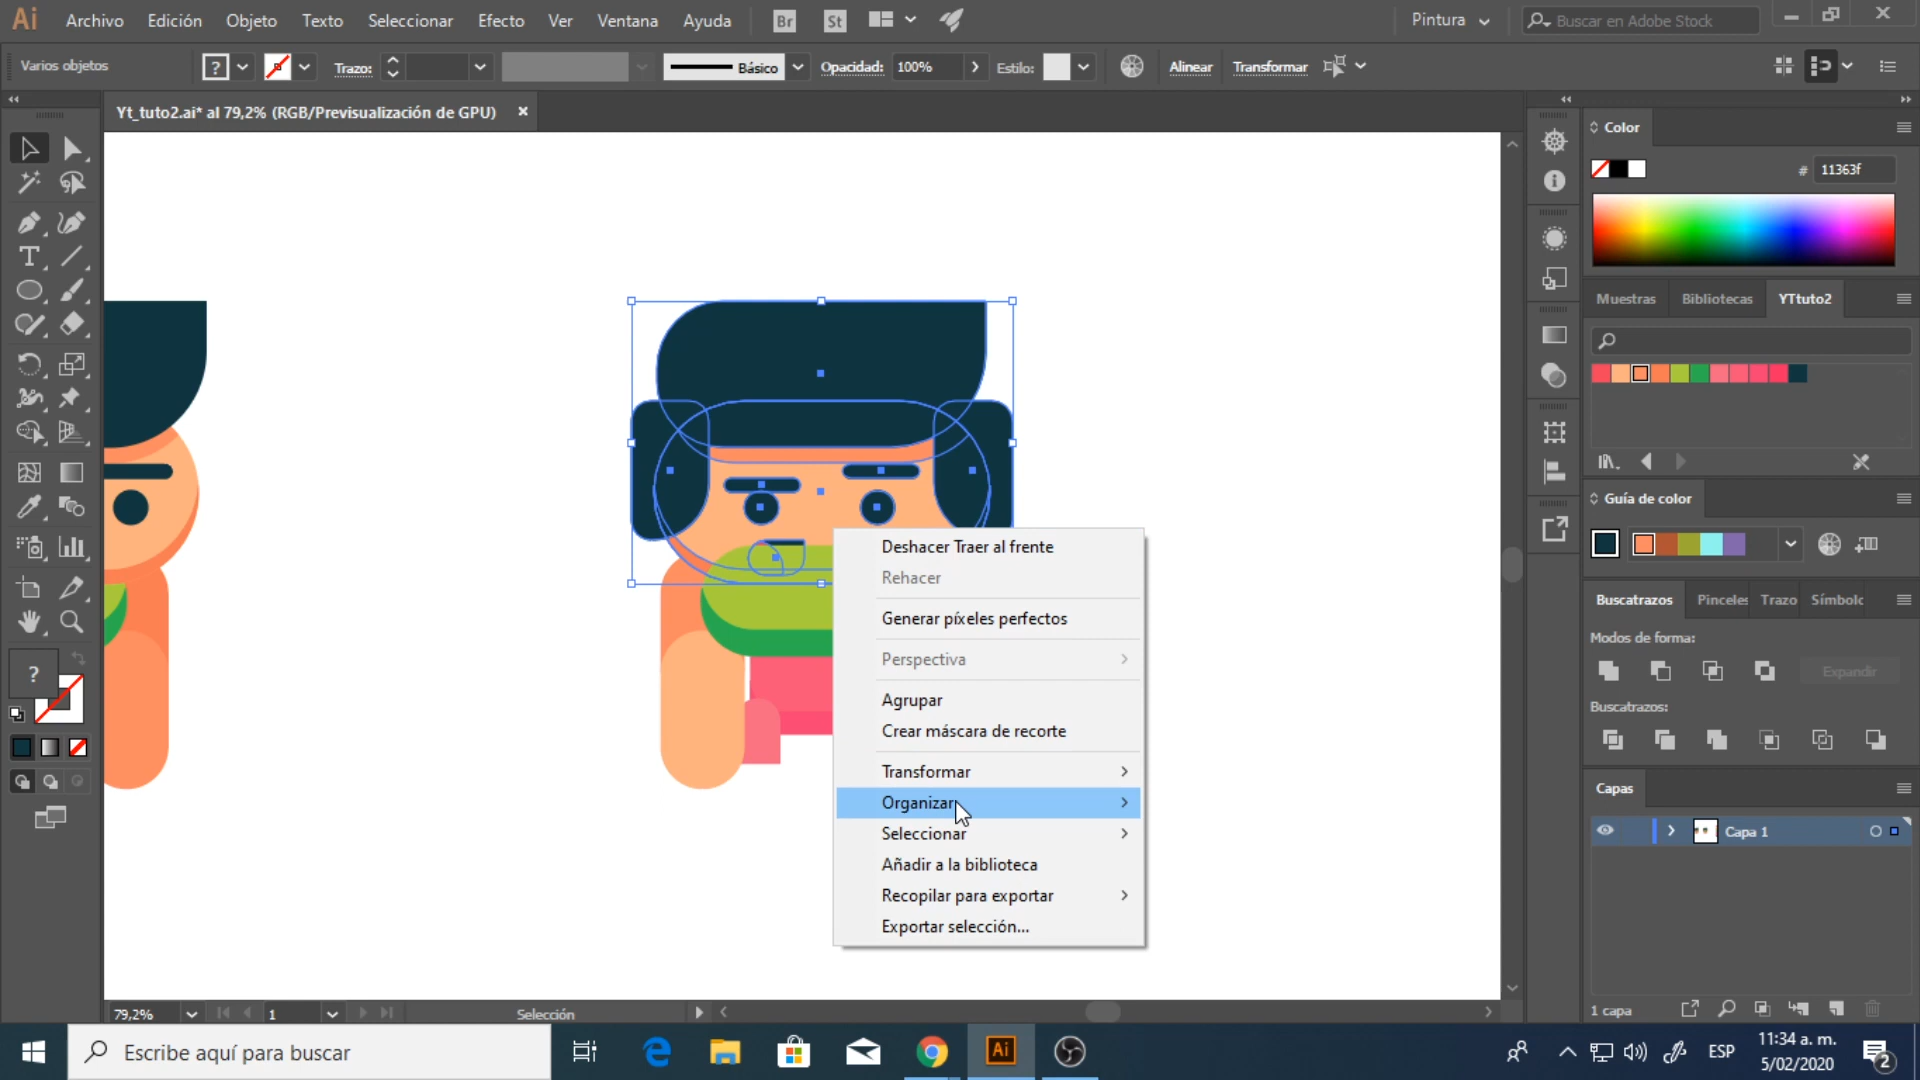 Ai Archivo Edición Objeto Texto Seleccionar Efecto Ver Ventana Ayuda Br St Pintura Buscar en Adobe Stock
Varios objetos ? Trazo: Básico Opacidad: 100% Estilo: Alinear Transformar
Yt_tuto2.ai* al 79,2% (RGB/Previsualización de GPU)
Color
# 11363f
Muestras Bibliotecas YTtuto2
Guía de color
Buscatrazos Pinceles Trazo Símbolc
Modos de forma:
Expandir
Buscatrazos:
Capas
Capa 1
1 capa
T
?
Deshacer Traer al frente
Rehacer
Generar píxeles perfectos
Perspectiva
Agrupar
Crear máscara de recorte
Transformar
Organizar
Seleccionar
Añadir a la biblioteca
Recopilar para exportar
Exportar selección...
79,2% 1 Selección
Escribe aquí para buscar
Ai
ESP
11:34 a. m.
5/02/2020
2